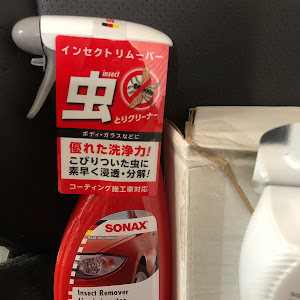 インセクトリムーバー
insect
虫
とりクリーナー
ボディ・ガラスなどに
優れた洗浄力!
こびりついた虫に
素早く浸透・分解!
コーティング施工車対応
SONAX
Insect Remover